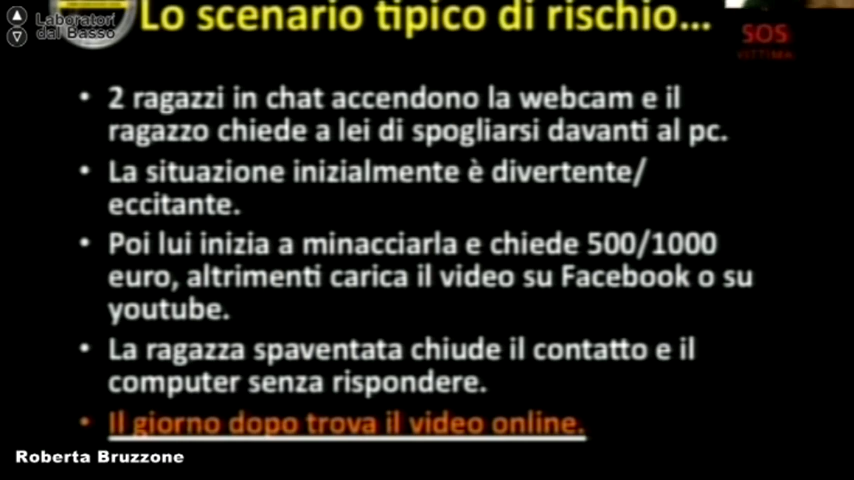 Laboratori
dal Basso
Lo scenario tipico di rischio...
SOS
VITTIMA
• 2 ragazzi in chat accendono la webcam e il
ragazzo chiede a lei di spogliarsi davanti al pc.
• La situazione inizialmente è divertente/
eccitante.
• Poi lui inizia a minacciarla e chiede 500/1000
euro, altrimenti carica il video su Facebook o su
youtube.
• La ragazza spaventata chiude il contatto e il
computer senza rispondere.
• Il giorno dopo trova il video online.
Roberta Bruzzone